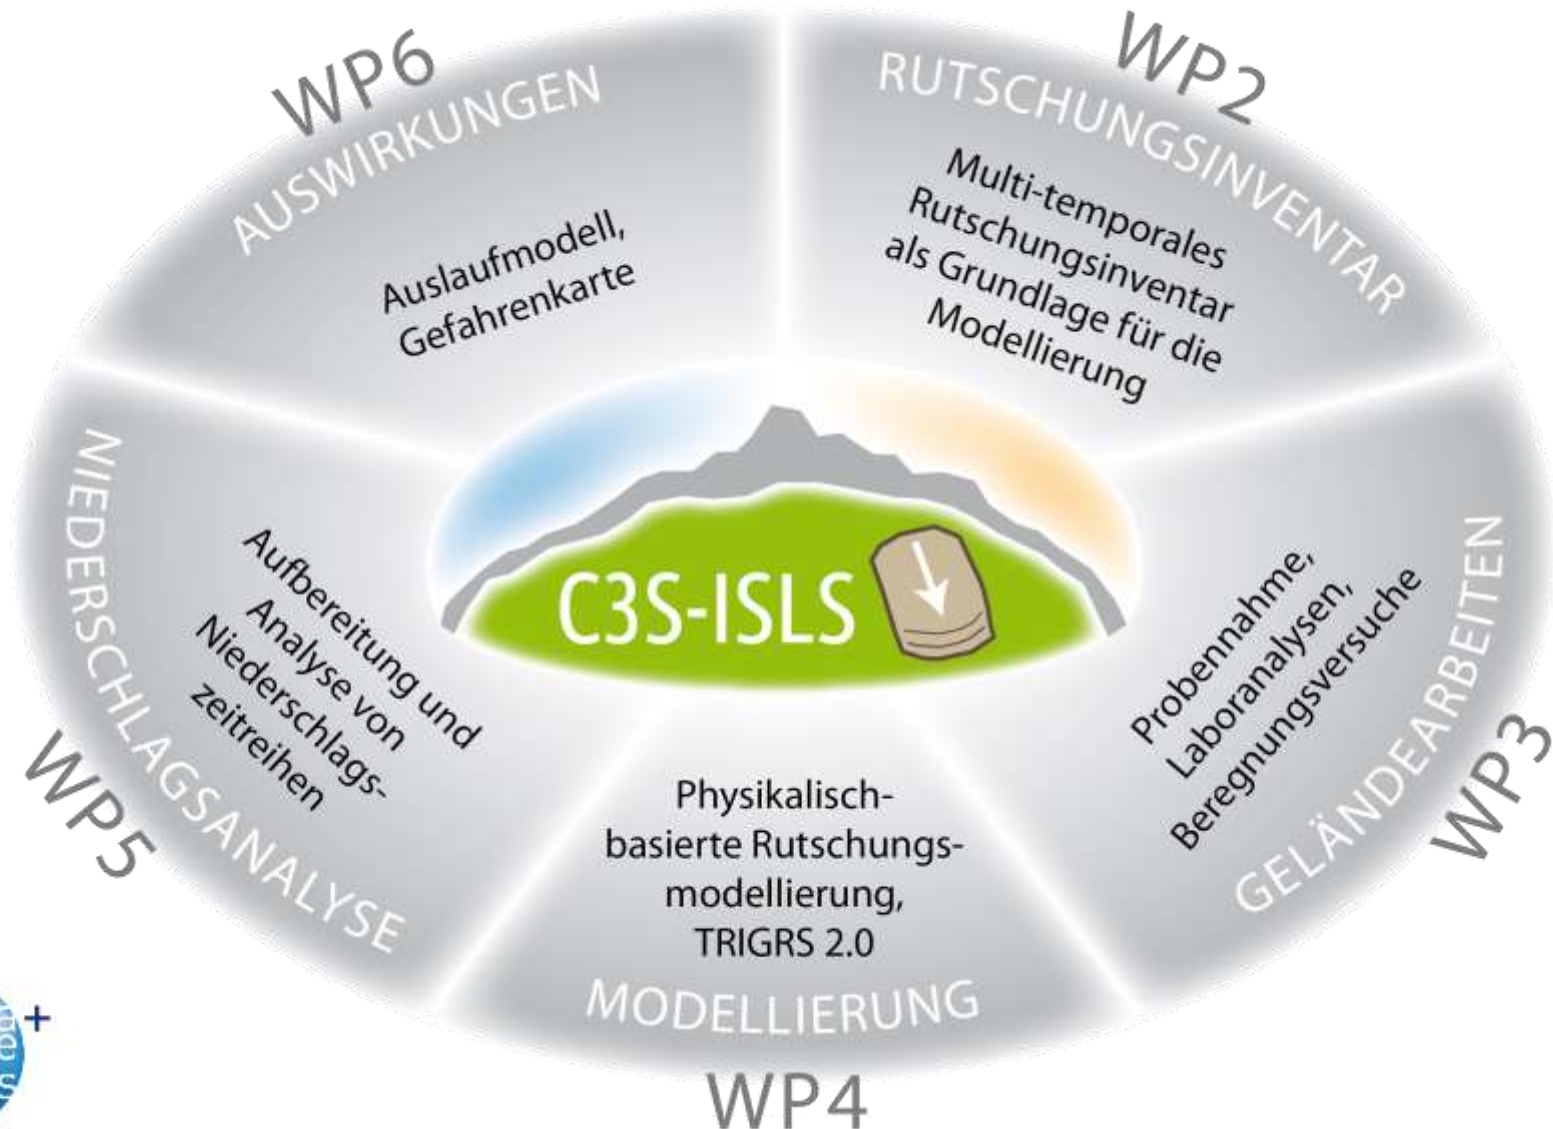 WP6
AUSWIRKUNGEN
Auslaufmodell,
Gefahrenkarte
WP2
RUTSCHUNGSINVENTAR
Multi-temporales
Rutschungsinventar
als Grundlage für die
Modellierung
C3S-ISLS
WP3
GELÄNDEARBEITEN
Probennahme,
Laboranalysen,
Beregnungsversuche
Physikalisch-
basierte Rutschungs-
modellierung,
TRIGRS 2.0
MODELLIERUNG
WP4
WP5
NIEDERSCHLAGSANALYSE
Aufbereitung und
Analyse von
Niederschlags-
zeitreihen
+